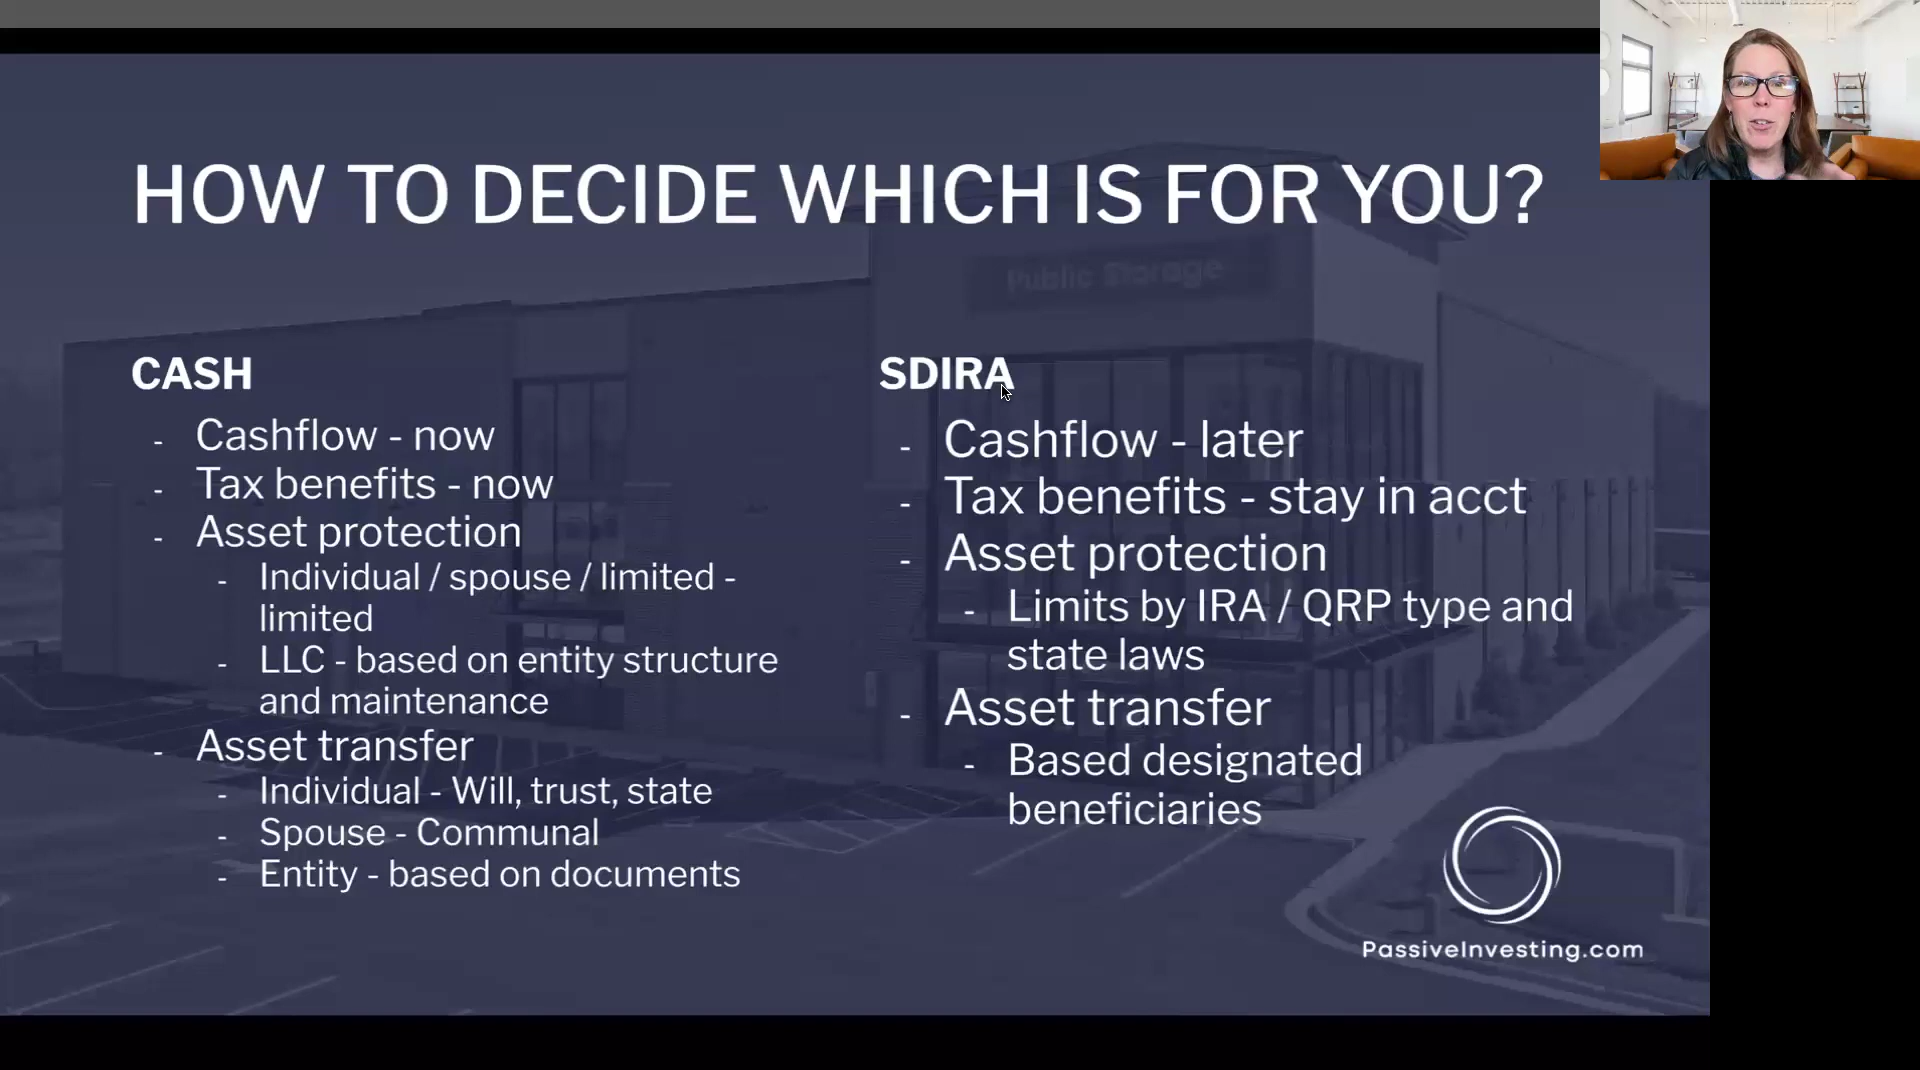 HOW TO DECIDE WHICH IS FOR YOU?
Public Storage
CASH
- Cashflow - now
- Tax benefits - now
- Asset protection
- Individual / spouse / limited -
limited
- LLC - based on entity structure
and maintenance
- Asset transfer
- Individual - Will, trust, state
- Spouse - Communal
- Entity - based on documents
SDIRA
- Cashflow - later
- Tax benefits - stay in acct
- Asset protection
- Limits by IRA / QRP type and
state laws
- Asset transfer
- Based designated
beneficiaries
PassiveInvesting.com